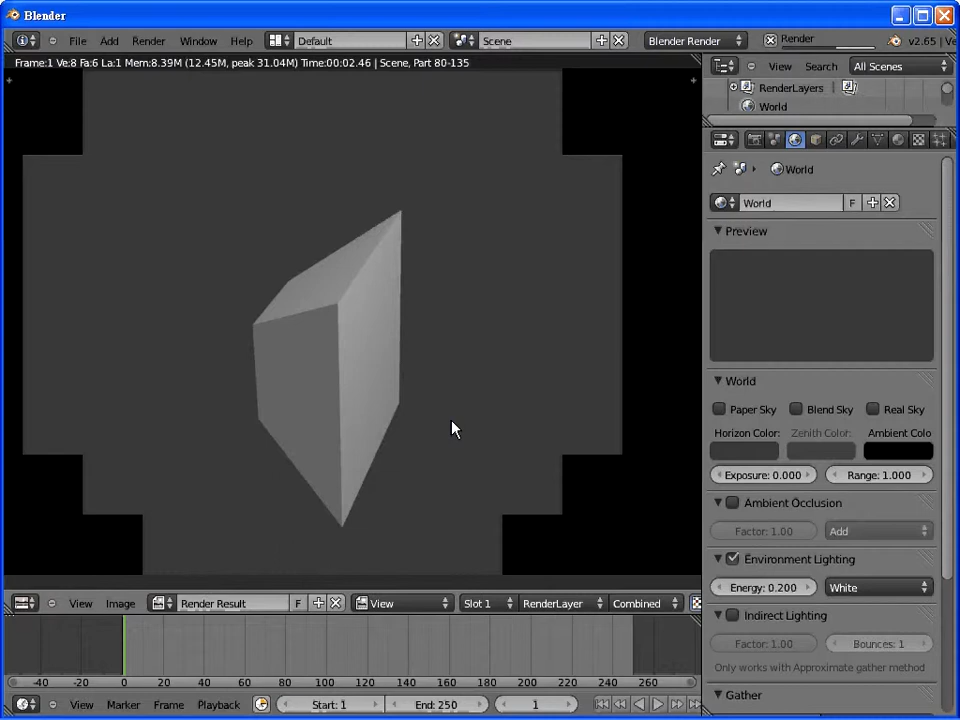 Blender
File Add Render Window Help Default Scene Blender Render Render v2.65 Ve
Frame:1 Ve:8 Fa:6 La:1 Mem:8.39M (12.45M, peak 31.04M) Time:00:02.46 | Scene, Part 80-135
View Search All Scenes
RenderLayers
World
World
World F
Preview
World
Paper Sky Blend Sky Real Sky
Horizon Color: Zenith Color: Ambient Colo
Exposure: 0.000 Range: 1.000
Ambient Occlusion
Factor: 1.00 Add
Environment Lighting
Energy: 0.200 White
Indirect Lighting
Factor: 1.00 Bounces: 1
Only works with Approximate gather method
Gather
View Image Render Result F View Slot 1 RenderLayer Combined
-40 -20 0 20 40 60 80 100 120 140 160 180 200 220 240 260
View Marker Frame Playback Start: 1 End: 250 1